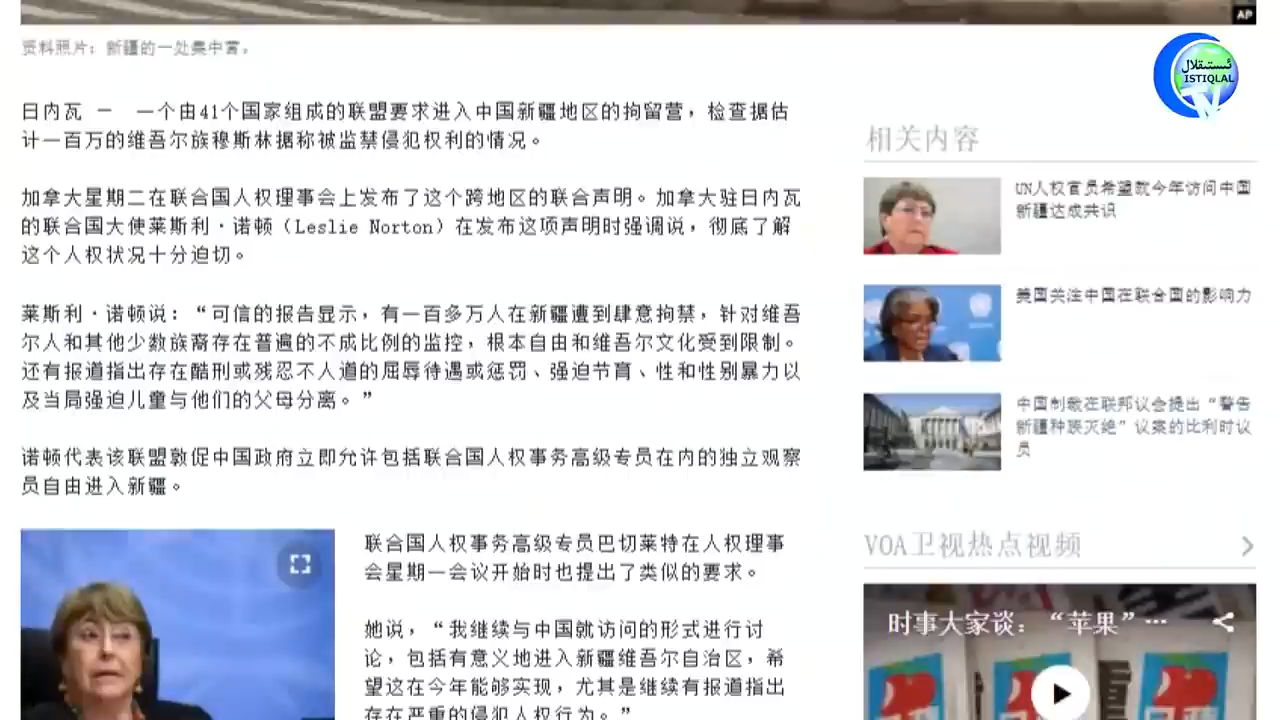 AP
资料照片：新疆的一处集中营。
ئىستىقلال
ISTIQLAL
日内瓦 — 一个由41个国家组成的联盟要求进入中国新疆地区的拘留营，检查据估
计一百万的维吾尔族穆斯林据称被监禁侵犯权利的情况。
加拿大星期二在联合国人权理事会上发布了这个跨地区的联合声明。加拿大驻日内瓦
的联合国大使莱斯利·诺顿（Leslie Norton）在发布这项声明时强调说，彻底了解
这个人权状况十分迫切。
莱斯利·诺顿说：“可信的报告显示，有一百多万人在新疆遭到肆意拘禁，针对维吾
尔人和其他少数族裔存在普遍的不成比例的监控，根本自由和维吾尔文化受到限制。
还有报道指出存在酷刑或残忍不人道的屈辱待遇或惩罚、强迫节育、性和性别暴力以
及当局强迫儿童与他们的父母分离。”
诺顿代表该联盟敦促中国政府立即允许包括联合国人权事务高级专员在内的独立观察
员自由进入新疆。
联合国人权事务高级专员巴切莱特在人权理事
会星期一会议开始时也提出了类似的要求。
她说，“我继续与中国就访问的形式进行讨
论，包括有意义地进入新疆维吾尔自治区，希
望这在今年能够实现，尤其是继续有报道指出
存在严重的侵犯人权行为。”
相关内容
UN人权官员希望就今年访问中国
新疆达成共识
美国关注中国在联合国的影响力
中国制裁在联邦议会提出“警告
新疆种族灭绝”议案的比利时议
员
VOA卫视热点视频
时事大家谈：“苹果”…